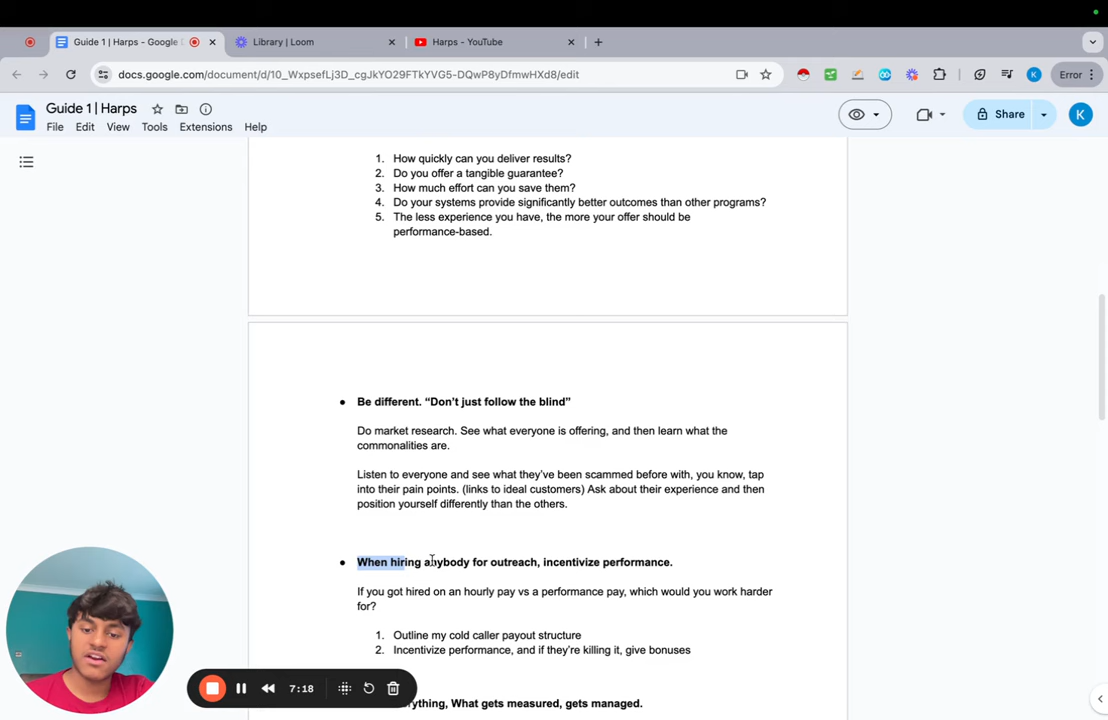 Guide 1 | Harps - Google D
Library | Loom
Harps - YouTube
docs.google.com/document/d/10_WxpsefLj3D_cgJkYO29FTkYVG5-DQwP8yDfmwHXd8/edit
Error
Guide 1 | Harps
File Edit View Tools Extensions Help
Share
K
K
1. How quickly can you deliver results?
2. Do you offer a tangible guarantee?
3. How much effort can you save them?
4. Do your systems provide significantly better outcomes than other programs?
5. The less experience you have, the more your offer should be
performance-based.
● Be different. “Don’t just follow the blind”
Do market research. See what everyone is offering, and then learn what the
commonalities are.
Listen to everyone and see what they’ve been scammed before with, you know, tap
into their pain points. (links to ideal customers) Ask about their experience and then
position yourself differently than the others.
● When hiring anybody for outreach, incentivize performance.
If you got hired on an hourly pay vs a performance pay, which would you work harder
for?
1. Outline my cold caller payout structure
2. Incentivize performance, and if they’re killing it, give bonuses
What gets measured, gets managed.
7:18